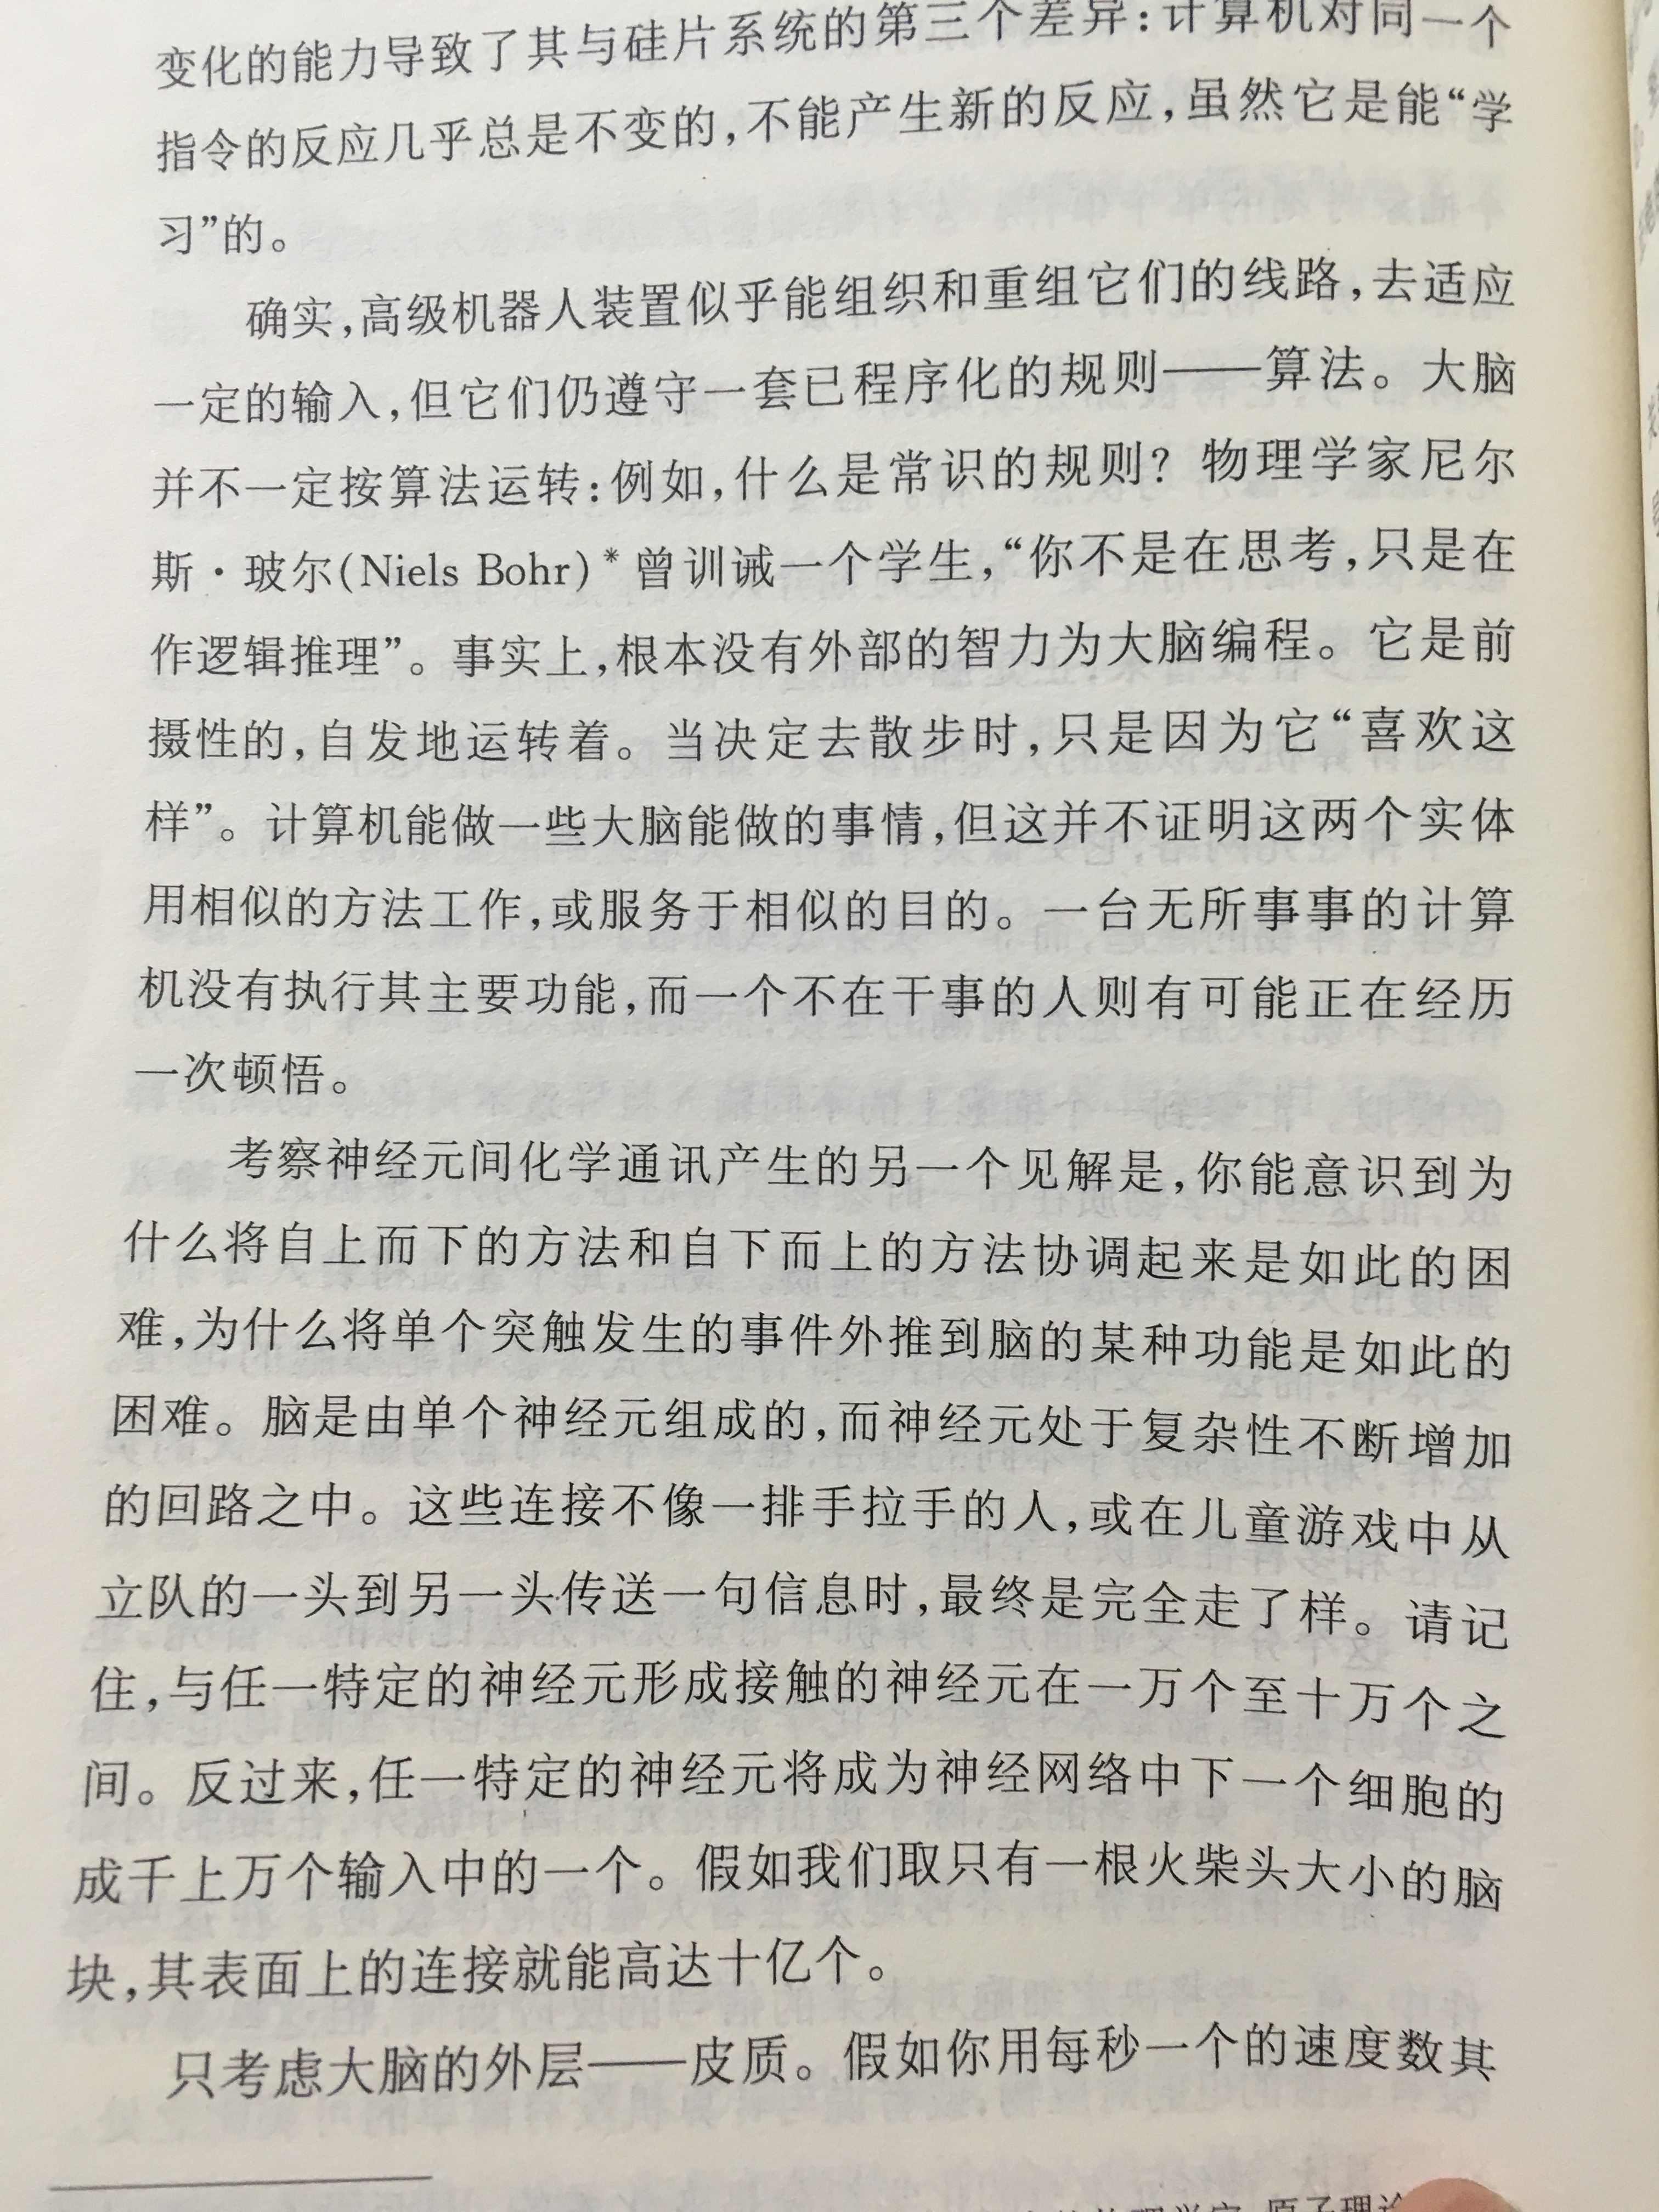 变化的能力导致了其与硅片系统的第三个差异：计算机对同一个
指令的反应几乎总是不变的，不能产生新的反应，虽然它是能“学
习”的。
确实，高级机器人装置似乎能组织和重组它们的线路，去适应
一定的输入，但它们仍遵守一套已程序化的规则——算法。大脑
并不一定按算法运转：例如，什么是常识的规则？物理学家尼尔
斯·玻尔(Niels Bohr)*曾训诫一个学生，“你不是在思考，只是在
作逻辑推理”。事实上，根本没有外部的智力为大脑编程。它是前
摄性的，自发地运转着。当决定去散步时，只是因为它“喜欢这
样”。计算机能做一些大脑能做的事情，但这并不证明这两个实体
用相似的方法工作，或服务于相似的目的。一台无所事事的计算
机没有执行其主要功能，而一个不在干事的人则有可能正在经历
一次顿悟。
考察神经元间化学通讯产生的另一个见解是，你能意识到为
什么将自上而下的方法和自下而上的方法协调起来是如此的困
难，为什么将单个突触发生的事件外推到脑的某种功能是如此的
困难。脑是由单个神经元组成的，而神经元处于复杂性不断增加
的回路之中。这些连接不像一排手拉手的人，或在儿童游戏中从
立队的一头到另一头传送一句信息时，最终是完全走了样。请记
住，与任一特定的神经元形成接触的神经元在一万个至十万个之
间。反过来，任一特定的神经元将成为神经网络中下一个细胞的
成千上万个输入中的一个。假如我们取只有一根火柴头大小的脑
块，其表面上的连接就能高达十亿个。
只考虑大脑的外层——皮质。假如你用每秒一个的速度数其
原子理论